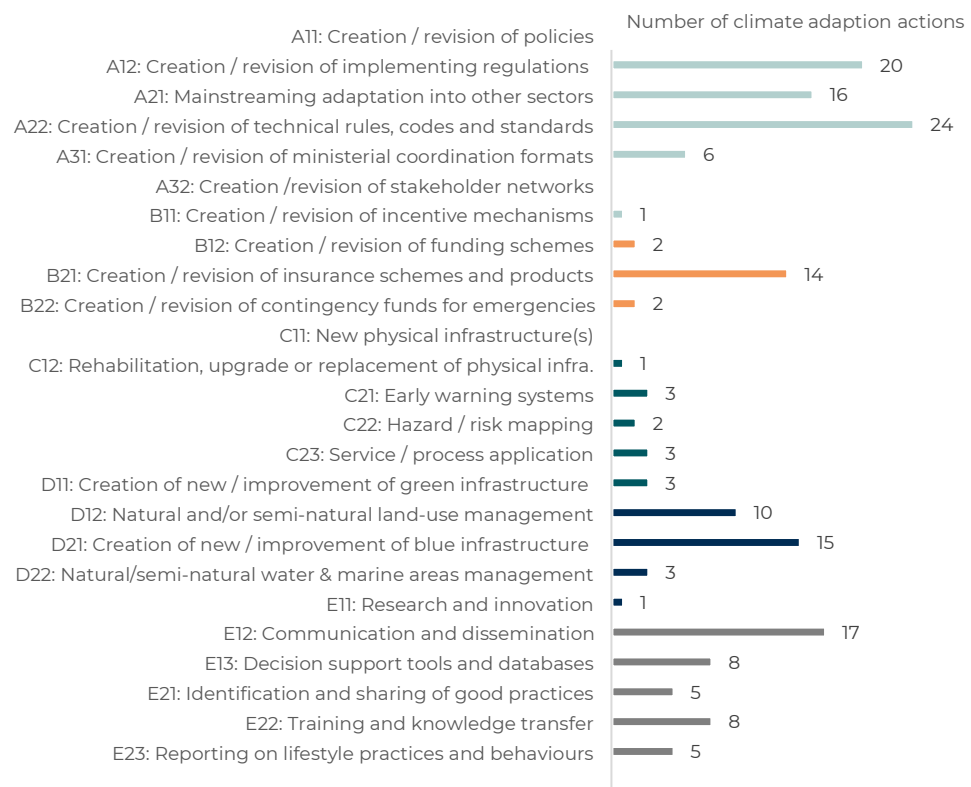 Number of climate adaption actions
A11: Creation / revision of policies
A12: Creation / revision of implementing regulations 20
A21: Mainstreaming adaptation into other sectors 16
A22: Creation / revision of technical rules, codes and standards 24
A31: Creation / revision of ministerial coordination formats 6
A32: Creation /revision of stakeholder networks
B11: Creation / revision of incentive mechanisms 1
B12: Creation / revision of funding schemes 2
B21: Creation / revision of insurance schemes and products 14
B22: Creation / revision of contingency funds for emergencies 2
C11: New physical infrastructure(s)
C12: Rehabilitation, upgrade or replacement of physical infra. 1
C21: Early warning systems 3
C22: Hazard / risk mapping 2
C23: Service / process application 3
D11: Creation of new / improvement of green infrastructure 3
D12: Natural and/or semi-natural land-use management 10
D21: Creation of new / improvement of blue infrastructure 15
D22: Natural/semi-natural water & marine areas management 3
E11: Research and innovation 1
E12: Communication and dissemination 17
E13: Decision support tools and databases 8
E21: Identification and sharing of good practices 5
E22: Training and knowledge transfer 8
E23: Reporting on lifestyle practices and behaviours 5